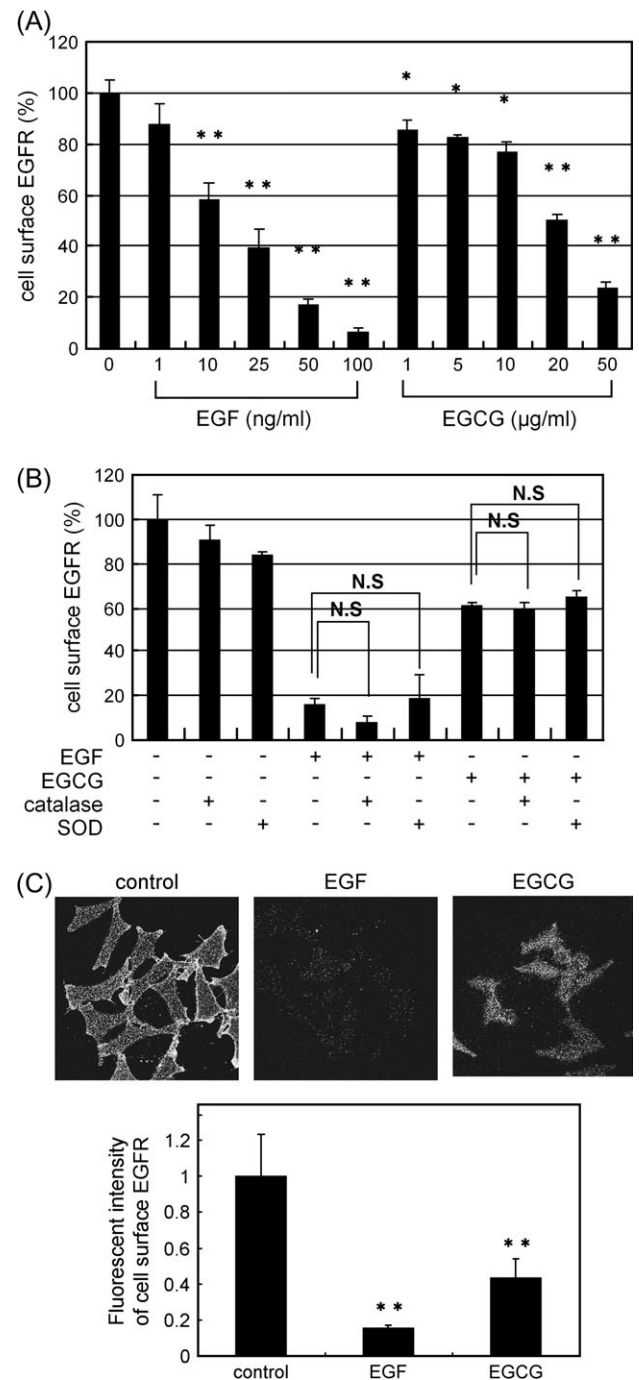 (A)
120
100
80
60
40
20
0
cell surface EGFR (%)
* * * * * * *
* * * *
* * * *
* *
0 1 10 25 50 100 1 5 10 20 50
EGF (ng/ml) EGCG (µg/ml)
(B)
120
100
80
60
40
20
0
cell surface EGFR (%)
N.S
N.S
N.S
N.S
EGF - - - + + + - - -
EGCG - - - - - - + + +
catalase - + - - + - - + -
SOD - - + - - + - - +
(C)
control EGF EGCG
1.2
1
0.8
0.6
0.4
0.2
0
Fluorescent intensity
of cell surface EGFR
* * * *
control EGF EGCG